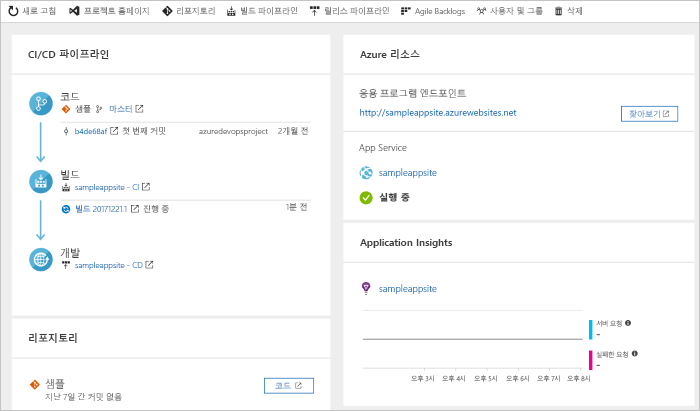 새로 고침 프로젝트 홈페이지 리포지토리 빌드 파이프라인 릴리스 파이프라인 Agile Backlogs 사용자 및 그룹 삭제
CI/CD 파이프라인
코드
샘플 마스터
b4de68af 첫 번째 커밋 azuredevopsproject 2개월 전
빌드
sampleappsite - CI
빌드 20171221.1 진행 중 1분 전
개발
sampleappsite - CD
리포지토리
샘플
지난 7일 간 커밋 없음
코드
Azure 리소스
응용 프로그램 엔드포인트
http://sampleappsite.azurewebsites.net 찾아보기
App Service
sampleappsite
실행 중
Application Insights
sampleappsite
서버 요청
--
실패한 요청
--
오후 3시 오후 4시 오후 5시 오후 6시 오후 7시 오후 8시